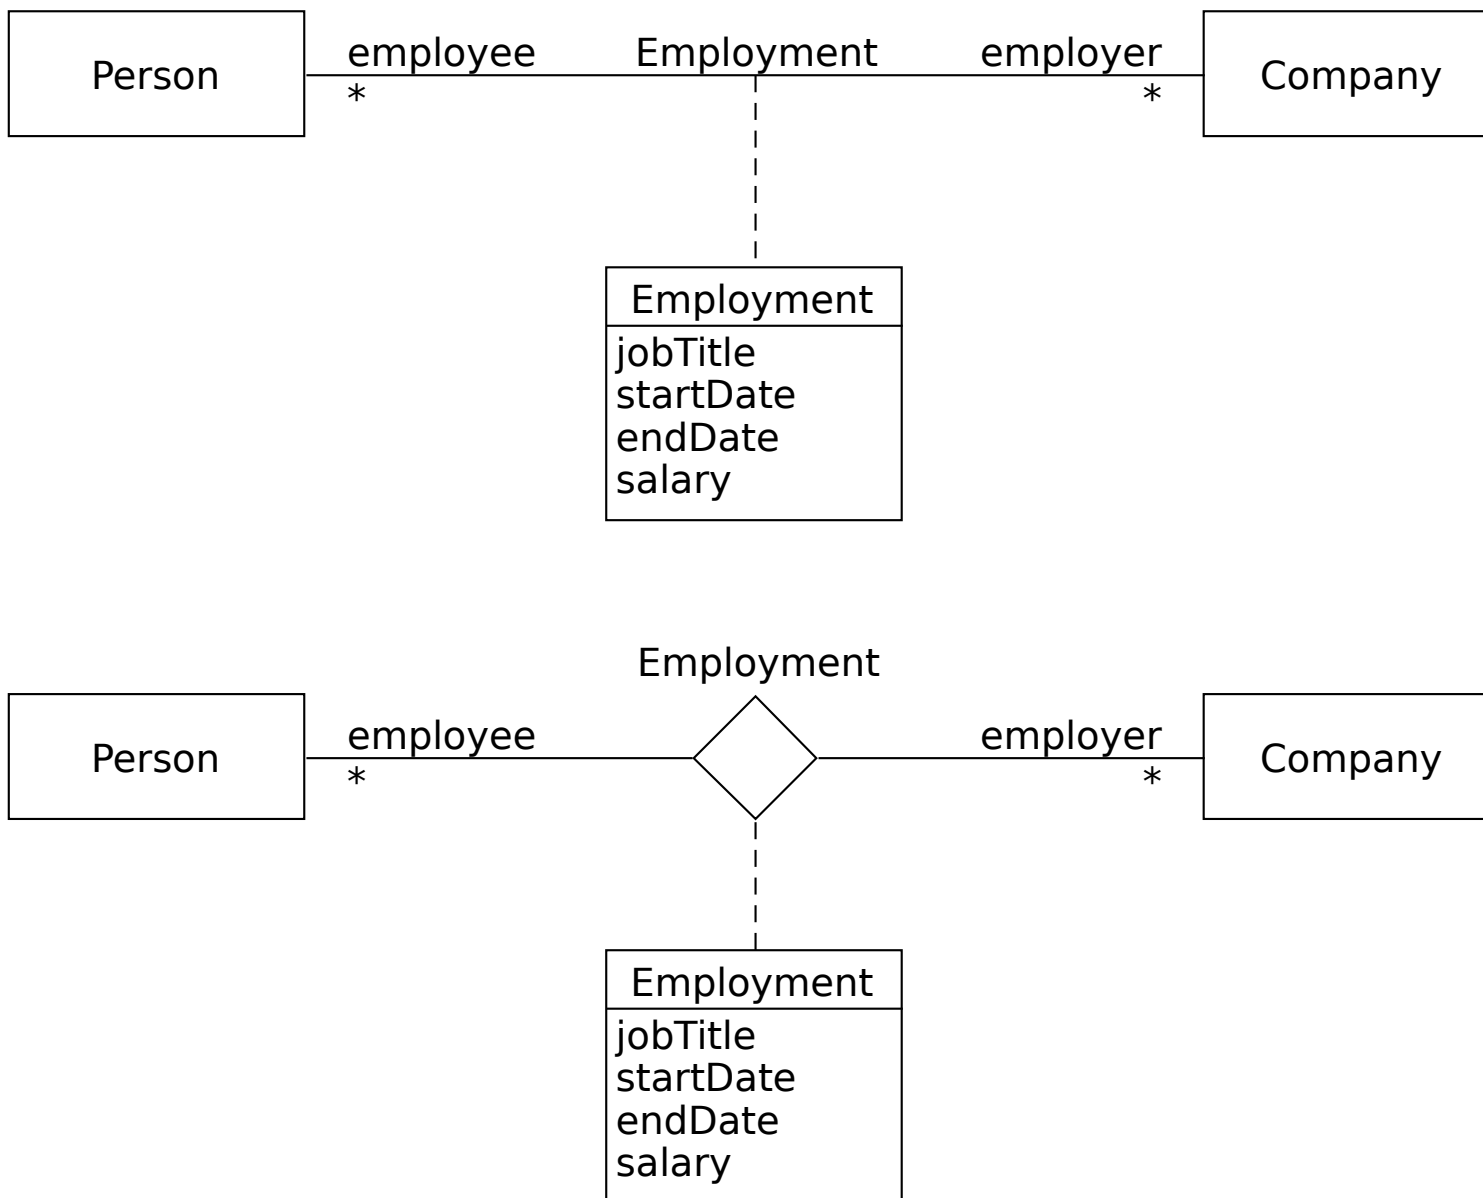 employee Employment employer
Person Company
* *
Employment
jobTitle
startDate
endDate
salary
Employment
employee employer
Person Company
* *
Employment
jobTitle
startDate
endDate
salary